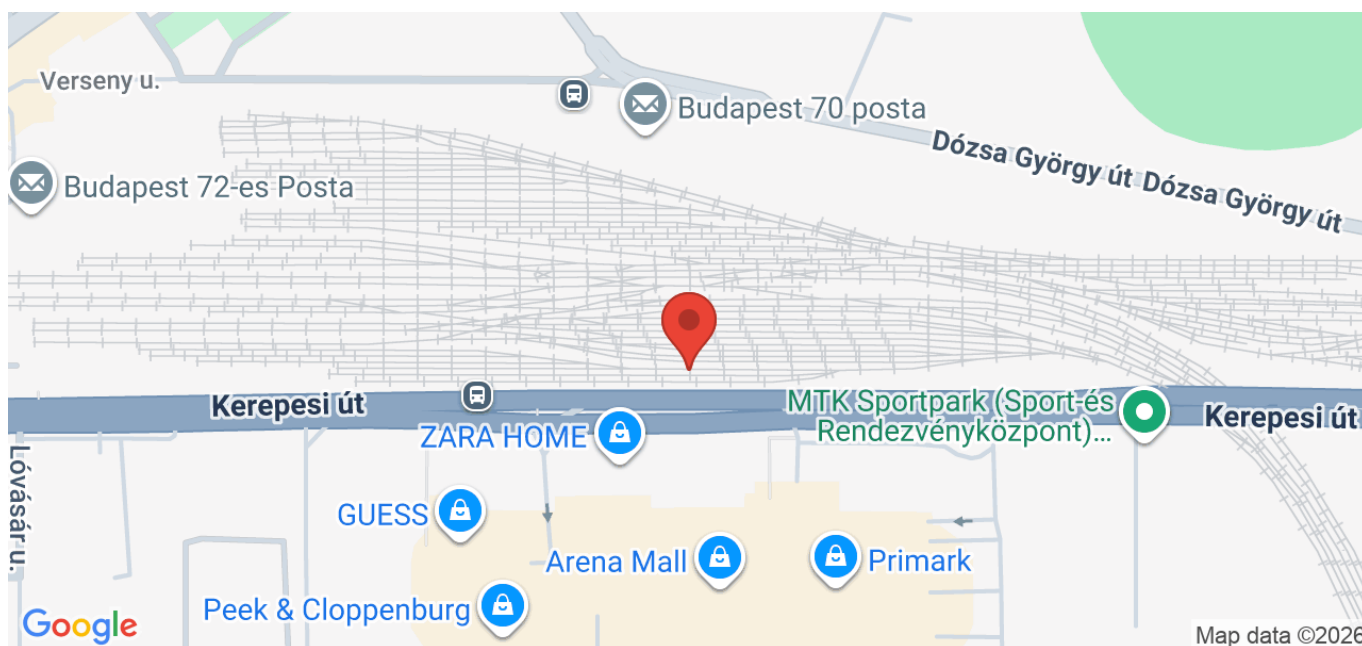 Verseny u.
Budapest 70 posta
Dózsa György út
Dózsa György út
Budapest 72-es Posta
Kerepesi út
MTK Sportpark (Sport-és
Rendezvényközpont)...
Kerepesi út
ZARA HOME
Lóvásár u.
GUESS
Arena Mall
Primark
Peek & Cloppenburg
Google
Map data ©2026